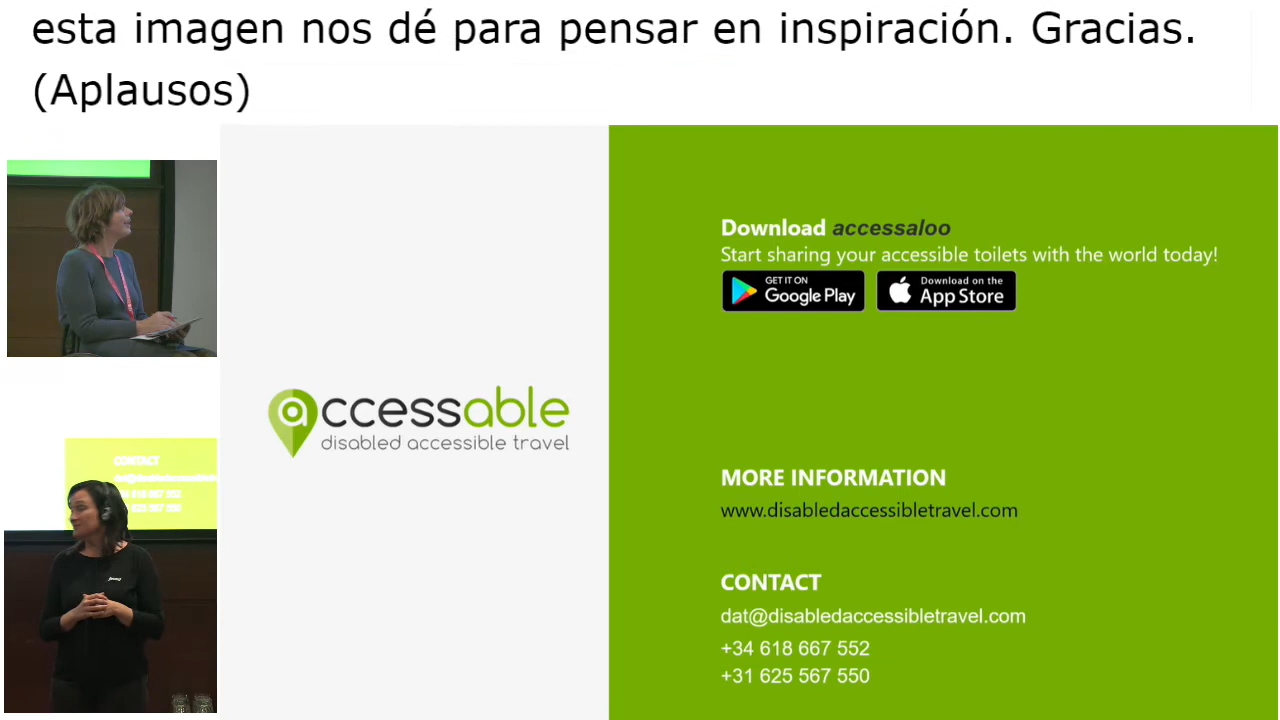 esta imagen nos dé para pensar en inspiración. Gracias.
(Aplausos)
Download accessaloo
Start sharing your accessible toilets with the world today!
GET IT ON
Google Play
Download on the
App Store
accessable
disabled accessible travel
MORE INFORMATION
www.disabledaccessibletravel.com
CONTACT
dat@disabledaccessibletravel.com
+34 618 667 552
+31 625 567 550
CONTACT